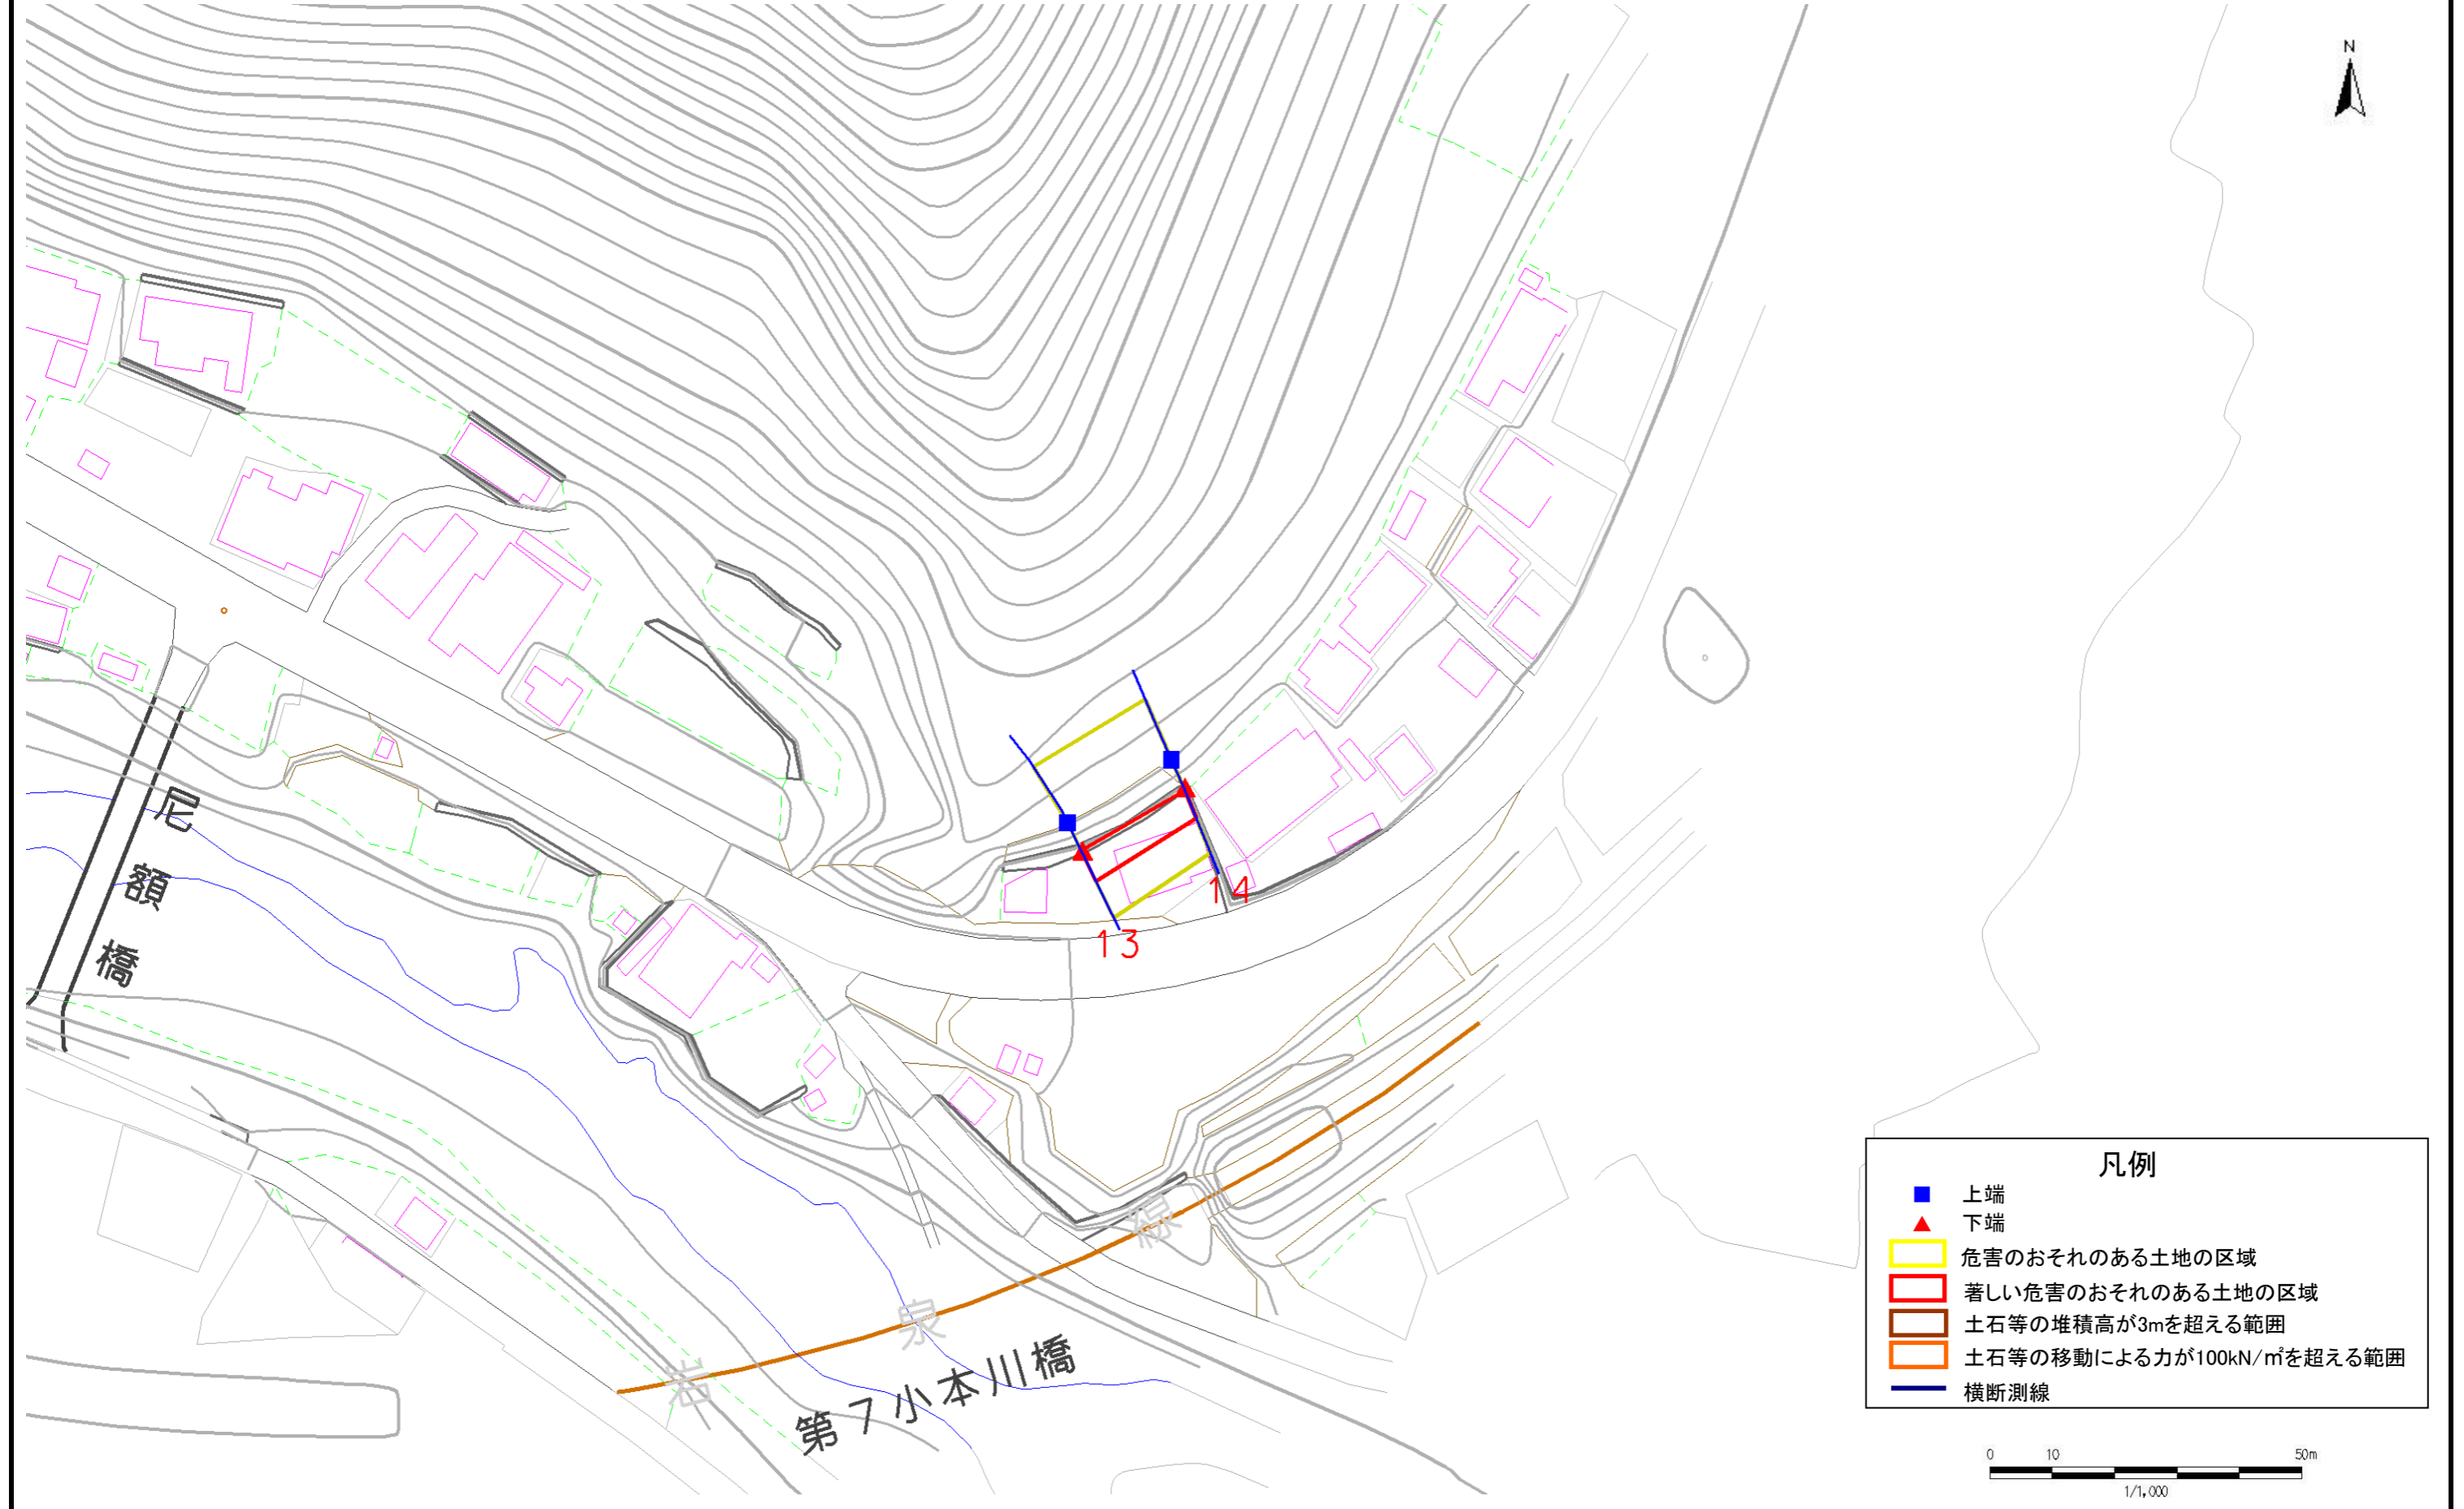 N
尼額橋
14
13
岩泉線
第7小本川橋
凡例
上端
下端
危害のおそれのある土地の区域
著しい危害のおそれのある土地の区域
土石等の堆積高が3mを超える範囲
土石等の移動による力が100kN/㎡を超える範囲
横断測線
0 10 50m
1/1,000